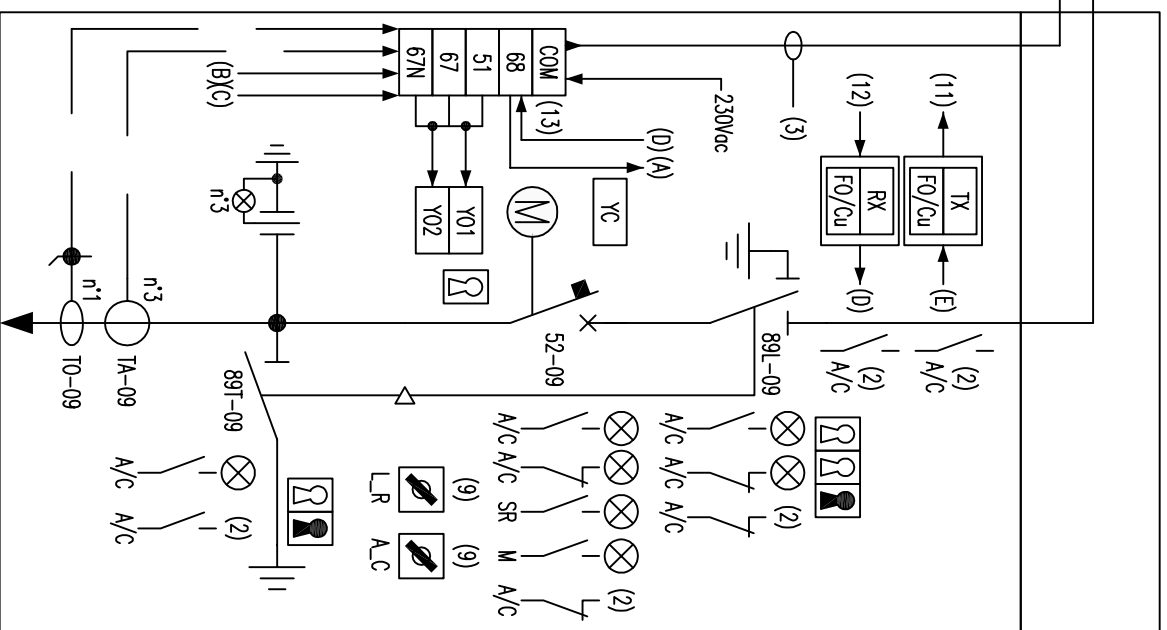 (11)
TX
FO/Cu
(E)
(2)
A/C
(12)
RX
FO/Cu
(D)
(2)
A/C
(3)
(2)
89L-09
230Vac
A/C A/C A/C
(D)(A)
YC
(2)
COM
(13)
52-09
M
68
A/C A/C SR M A/C
51
67
67N
Y01
Y02
(9) (9)
L_R A_C
(B)(C)
n°3
89T-09
(2)
A/C A/C
n°3
TA-09
n°1
TO-09